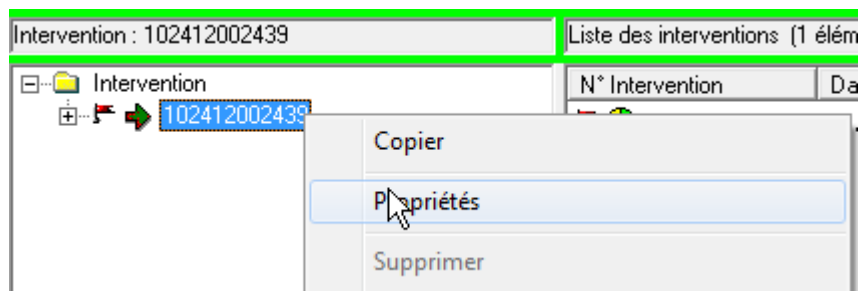 Intervention : 102412002439
Liste des interventions (1 élém
Intervention
N° Intervention
Da
102412002439
Copier
Propriétés
Supprimer